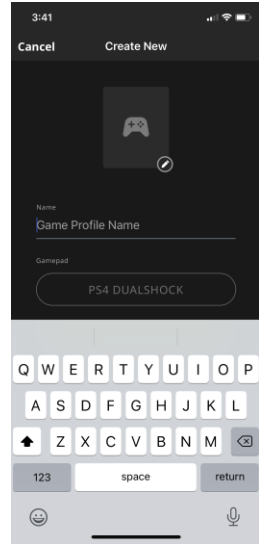 3:41
Cancel Create New
Name
Game Profile Name
Gamepad
PS4 DUALSHOCK
Q W E R T Y U I O P
A S D F G H J K L
Z X C V B N M
123 space return